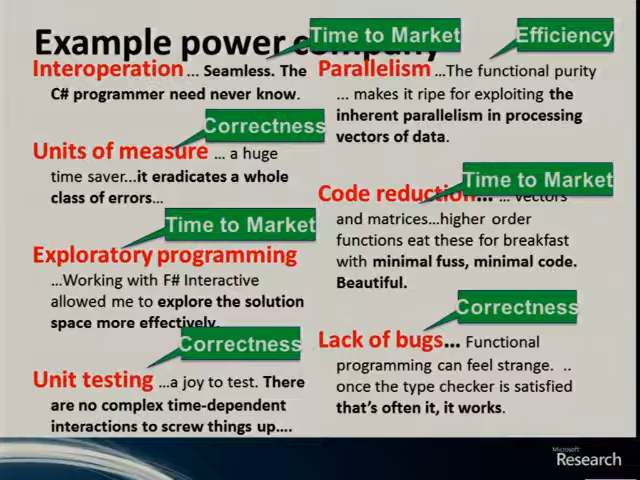 Example power company
Time to Market
Efficiency
Interoperation ... Seamless. The
C# programmer need never know.
Correctness
Units of measure ... a huge
time saver...it eradicates a whole
class of errors...
Time to Market
Exploratory programming
...Working with F# Interactive
allowed me to explore the solution
space more effectively.
Correctness
Unit testing ...a joy to test. There
are no complex time-dependent
interactions to screw things up....
Parallelism ...The functional purity
... makes it ripe for exploiting the
inherent parallelism in processing
vectors of data.
Time to Market
Code reduction... ... vectors
and matrices...higher order
functions eat these for breakfast
with minimal fuss, minimal code.
Beautiful.
Correctness
Lack of bugs... Functional
programming can feel strange. ..
once the type checker is satisfied
that's often it, it works.
Microsoft
Research